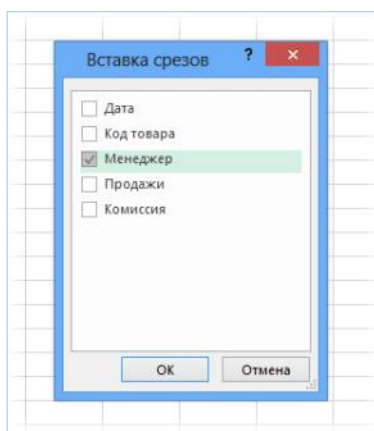 Вставка срезов ? ×
Дата
Код товара
Менеджер
Продажи
Комиссия
ОК Отмена